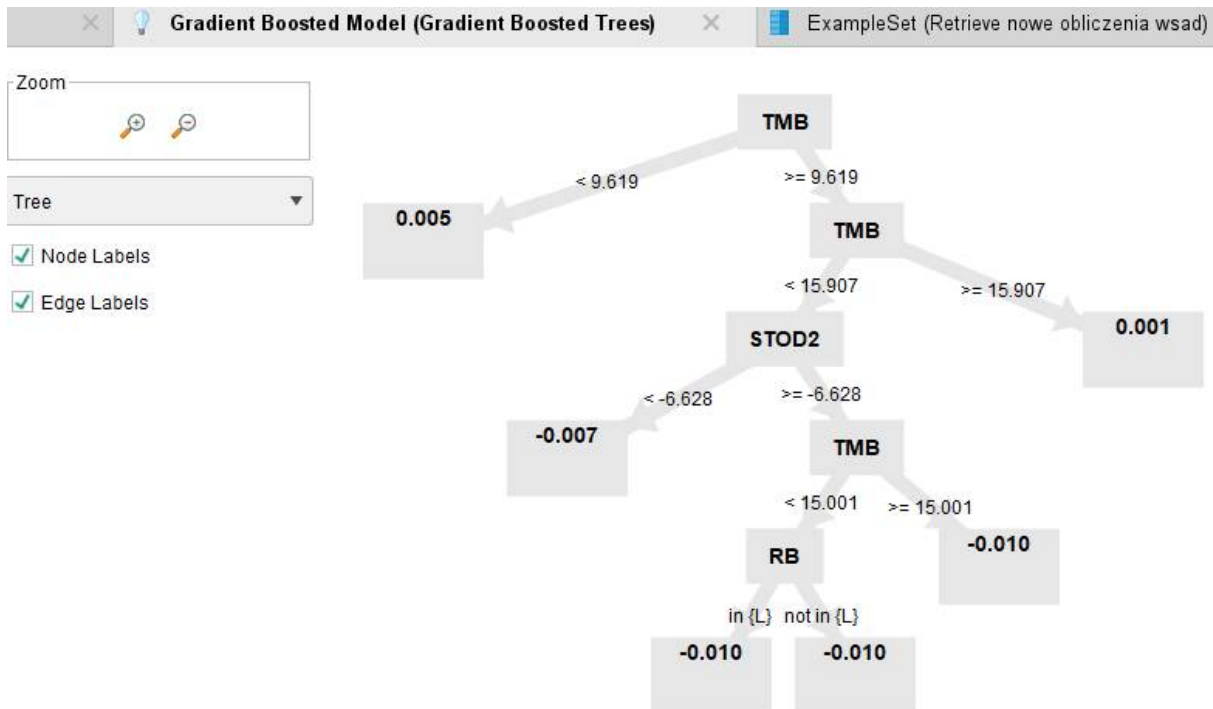 Gradient Boosted Model (Gradient Boosted Trees)
ExampleSet (Retrieve nowe obliczenia wsad)
Zoom
Tree
Node Labels
Edge Labels
TMB
< 9.619
>= 9.619
0.005
TMB
< 15.907
>= 15.907
STOD2
0.001
< -6.628
>= -6.628
-0.007
TMB
< 15.001
>= 15.001
RB
-0.010
in {L}
not in {L}
-0.010
-0.010